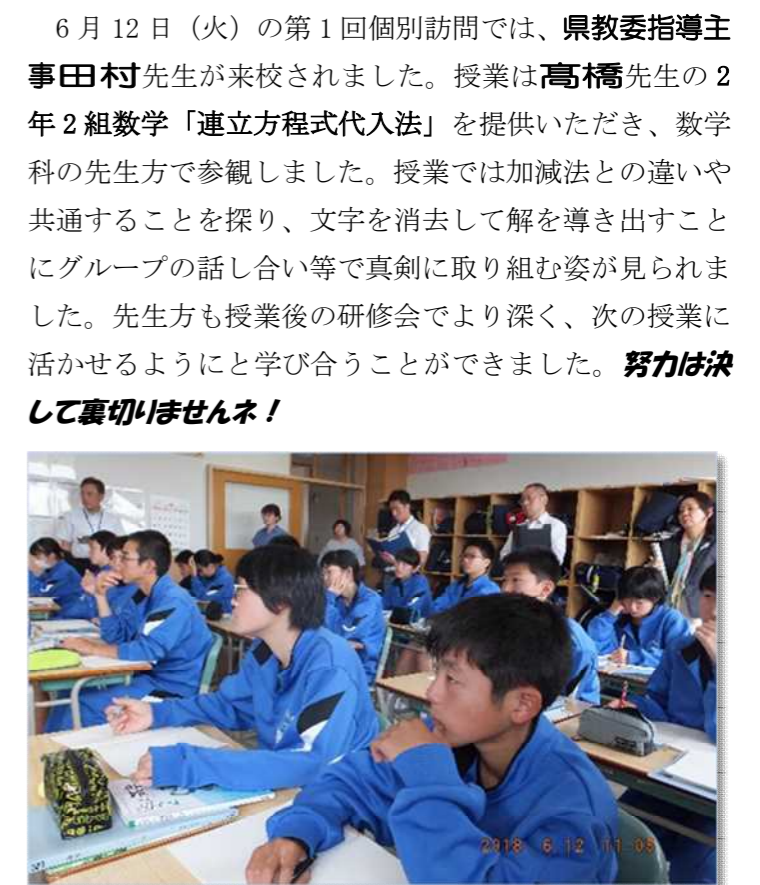 6月12日（火）の第1回個別訪問では、県教委指導主
事田村先生が来校されました。授業は髙橋先生の2
年2組数学「連立方程式代入法」を提供いただき、数学
科の先生方で参観しました。授業では加減法との違いや
共通することを探り、文字を消去して解を導き出すこと
にグループの話し合い等で真剣に取り組む姿が見られま
した。先生方も授業後の研修会でより深く、次の授業に
活かせるようにと学び合うことができました。努力は決
して裏切りませんネ！
2018 6 12 11:05